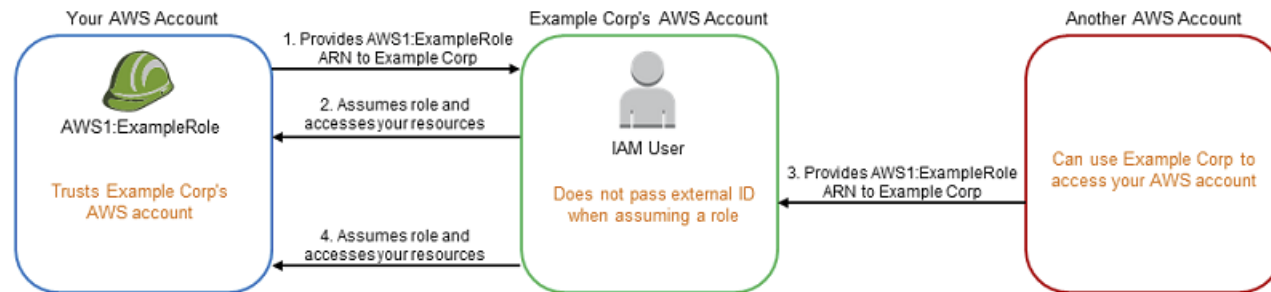 Your AWS Account
Example Corp's AWS Account
Another AWS Account
1. Provides AWS1:ExampleRole
ARN to Example Corp
2. Assumes role and
accesses your resources
AWS1:ExampleRole
IAM User
Trusts Example Corp's
AWS account
Does not pass external ID
when assuming a role
3. Provides AWS1:ExampleRole
ARN to Example Corp
Can use Example Corp to
access your AWS account
4. Assumes role and
accesses your resources